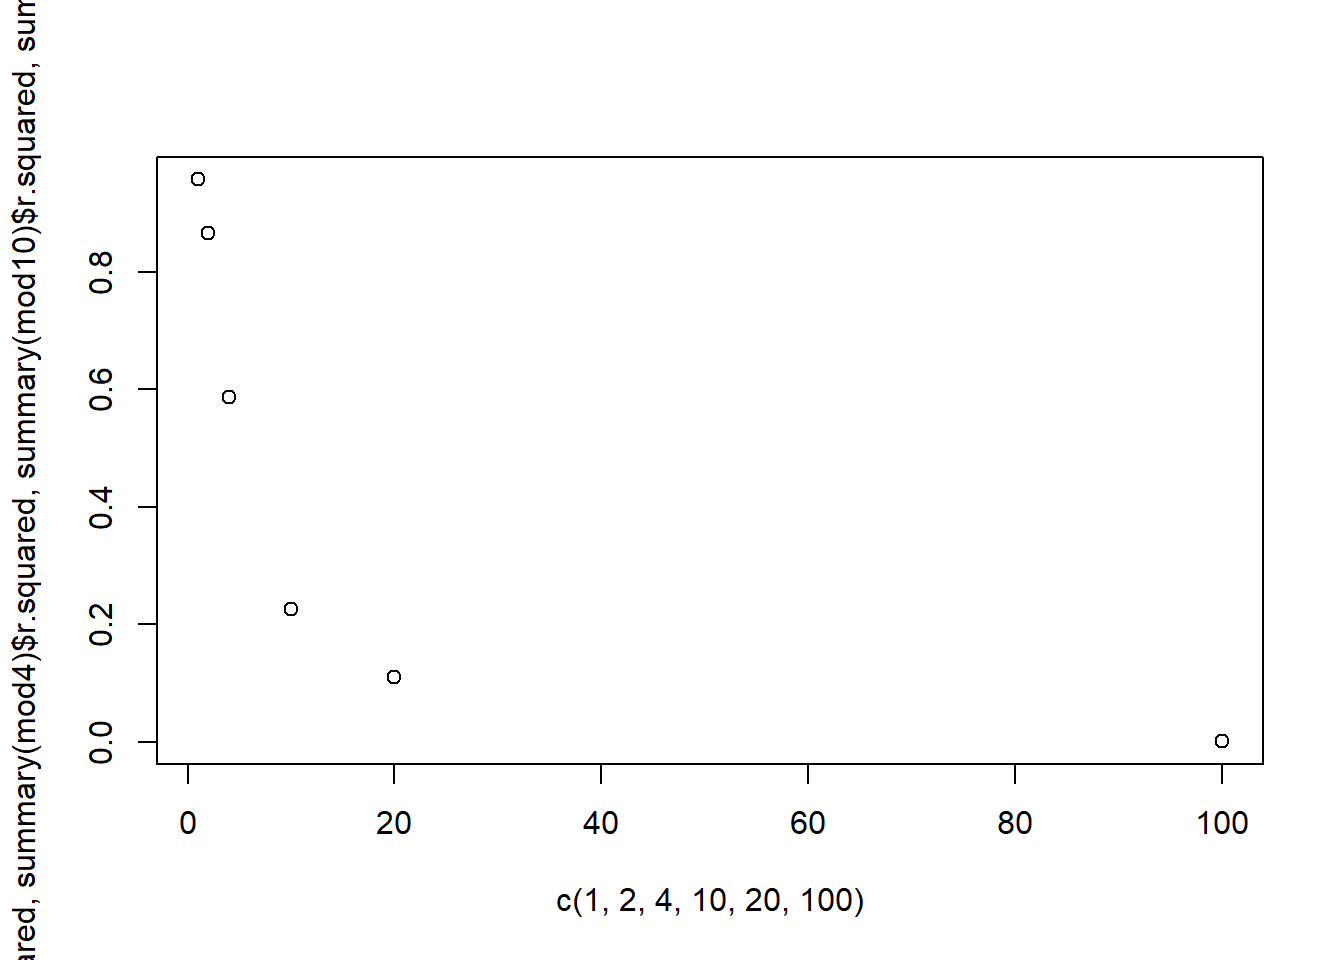 ared, summary(mod4)$r.squared, summary(mod10)$r.squared, sum
0.8
0.6
0.4
0.2
0.0
0 20 40 60 80 100
c(1, 2, 4, 10, 20, 100)